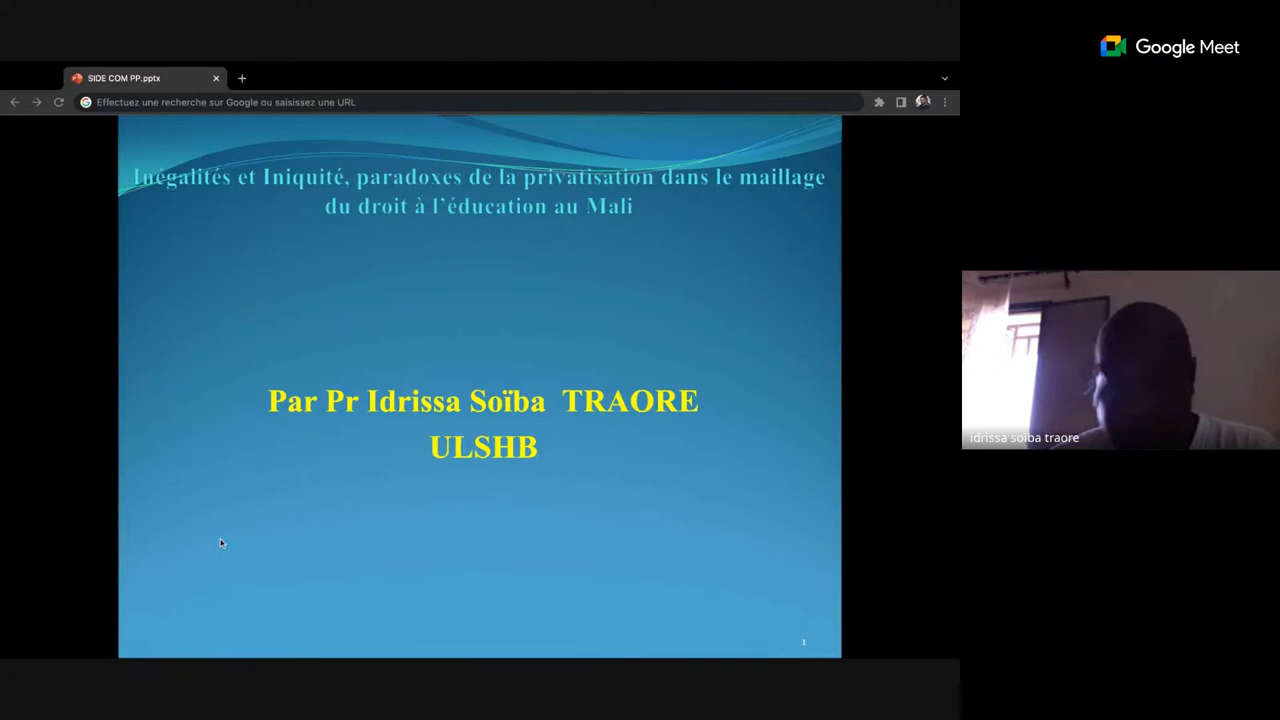 Google Meet
SIDE COM PP.pptx
Effectuez une recherche sur Google ou saisissez une URL
Inégalités et Iniquité, paradoxes de la privatisation dans le maillage
du droit à l’éducation au Mali
Par Pr Idrissa Soïba TRAORE
ULSHB
idrissa soiba traore
1